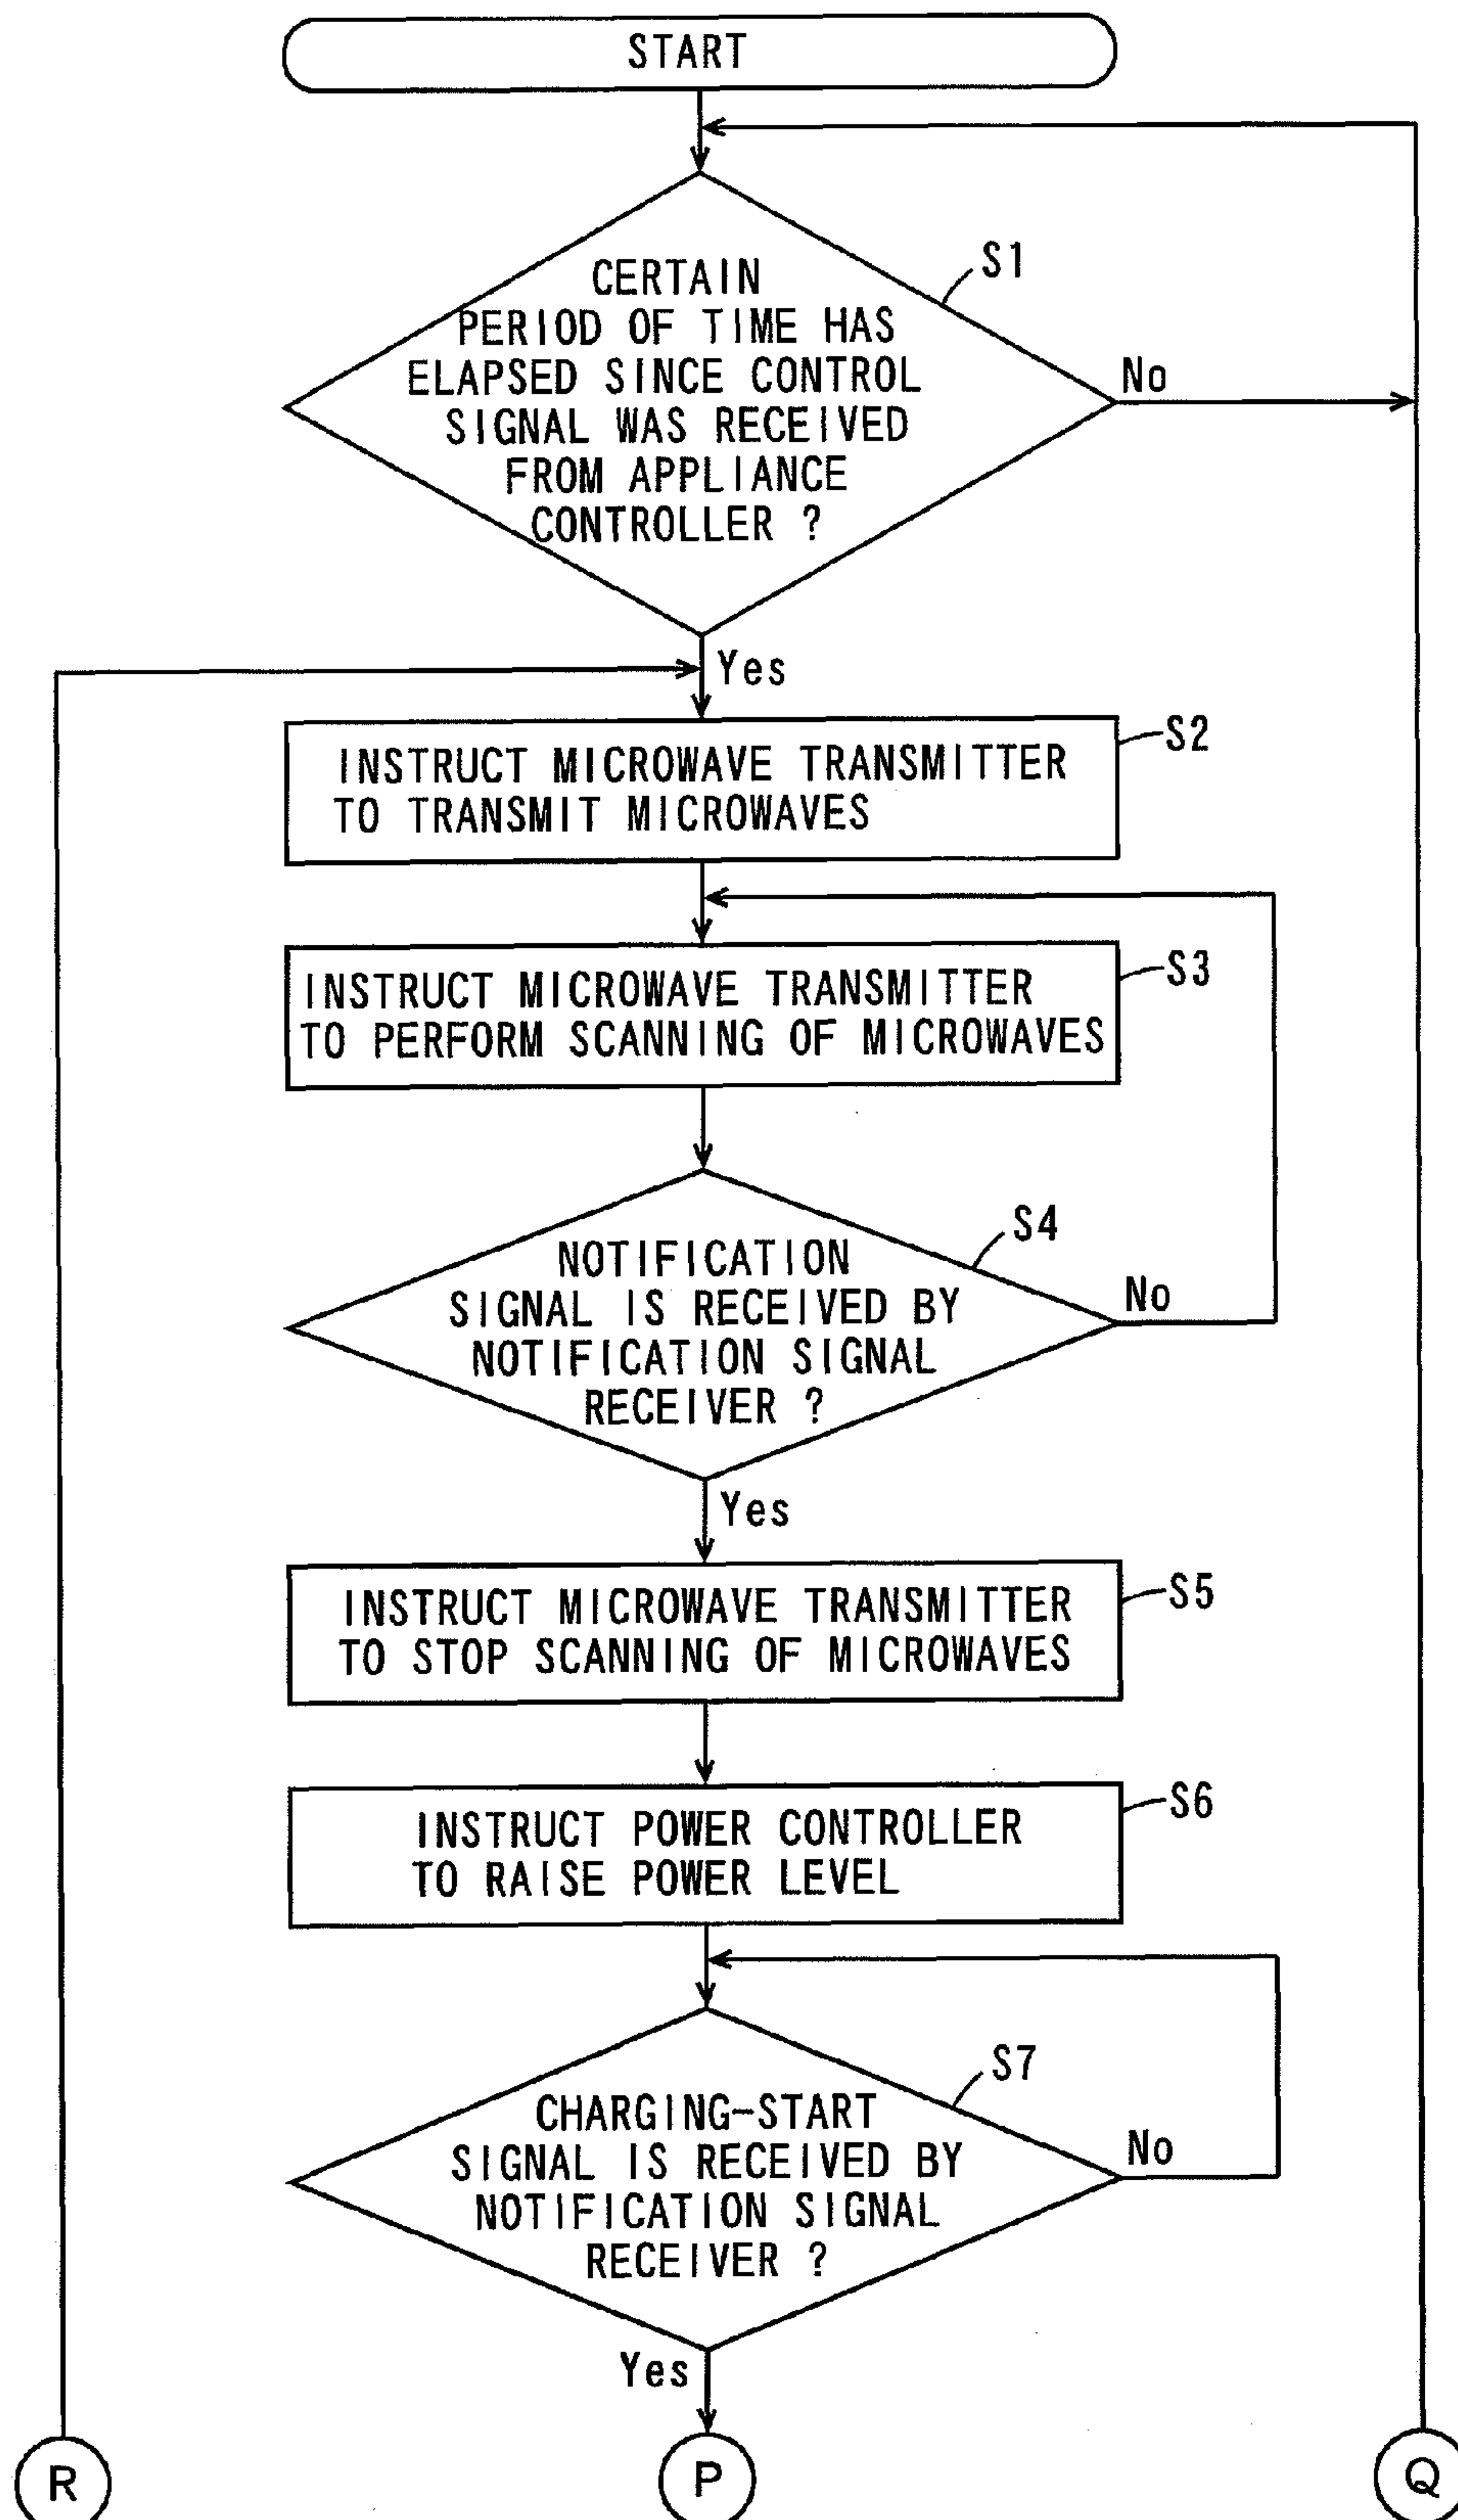 START
S1
CERTAIN
PERIOD OF TIME HAS
ELAPSED SINCE CONTROL
SIGNAL WAS RECEIVED
FROM APPLIANCE
CONTROLLER ?
No
Yes
S2
INSTRUCT MICROWAVE TRANSMITTER
TO TRANSMIT MICROWAVES
S3
INSTRUCT MICROWAVE TRANSMITTER
TO PERFORM SCANNING OF MICROWAVES
S4
NOTIFICATION
SIGNAL IS RECEIVED BY
NOTIFICATION SIGNAL
RECEIVER ?
No
Yes
S5
INSTRUCT MICROWAVE TRANSMITTER
TO STOP SCANNING OF MICROWAVES
S6
INSTRUCT POWER CONTROLLER
TO RAISE POWER LEVEL
S7
CHARGING-START
SIGNAL IS RECEIVED BY
NOTIFICATION SIGNAL
RECEIVER ?
No
Yes
R
P
Q